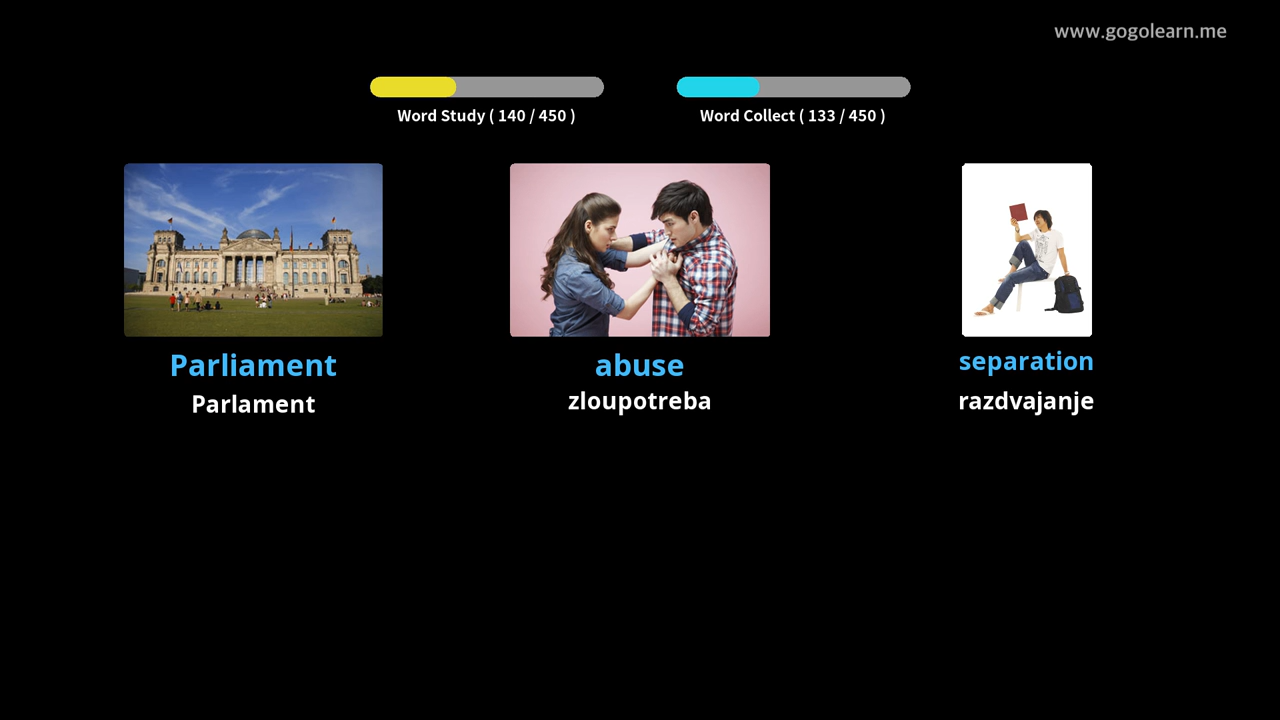 www.gogolearn.me
Word Study ( 140 / 450 )
Word Collect ( 133 / 450 )
Parliament
Parlament
abuse
zloupotreba
separation
razdvajanje